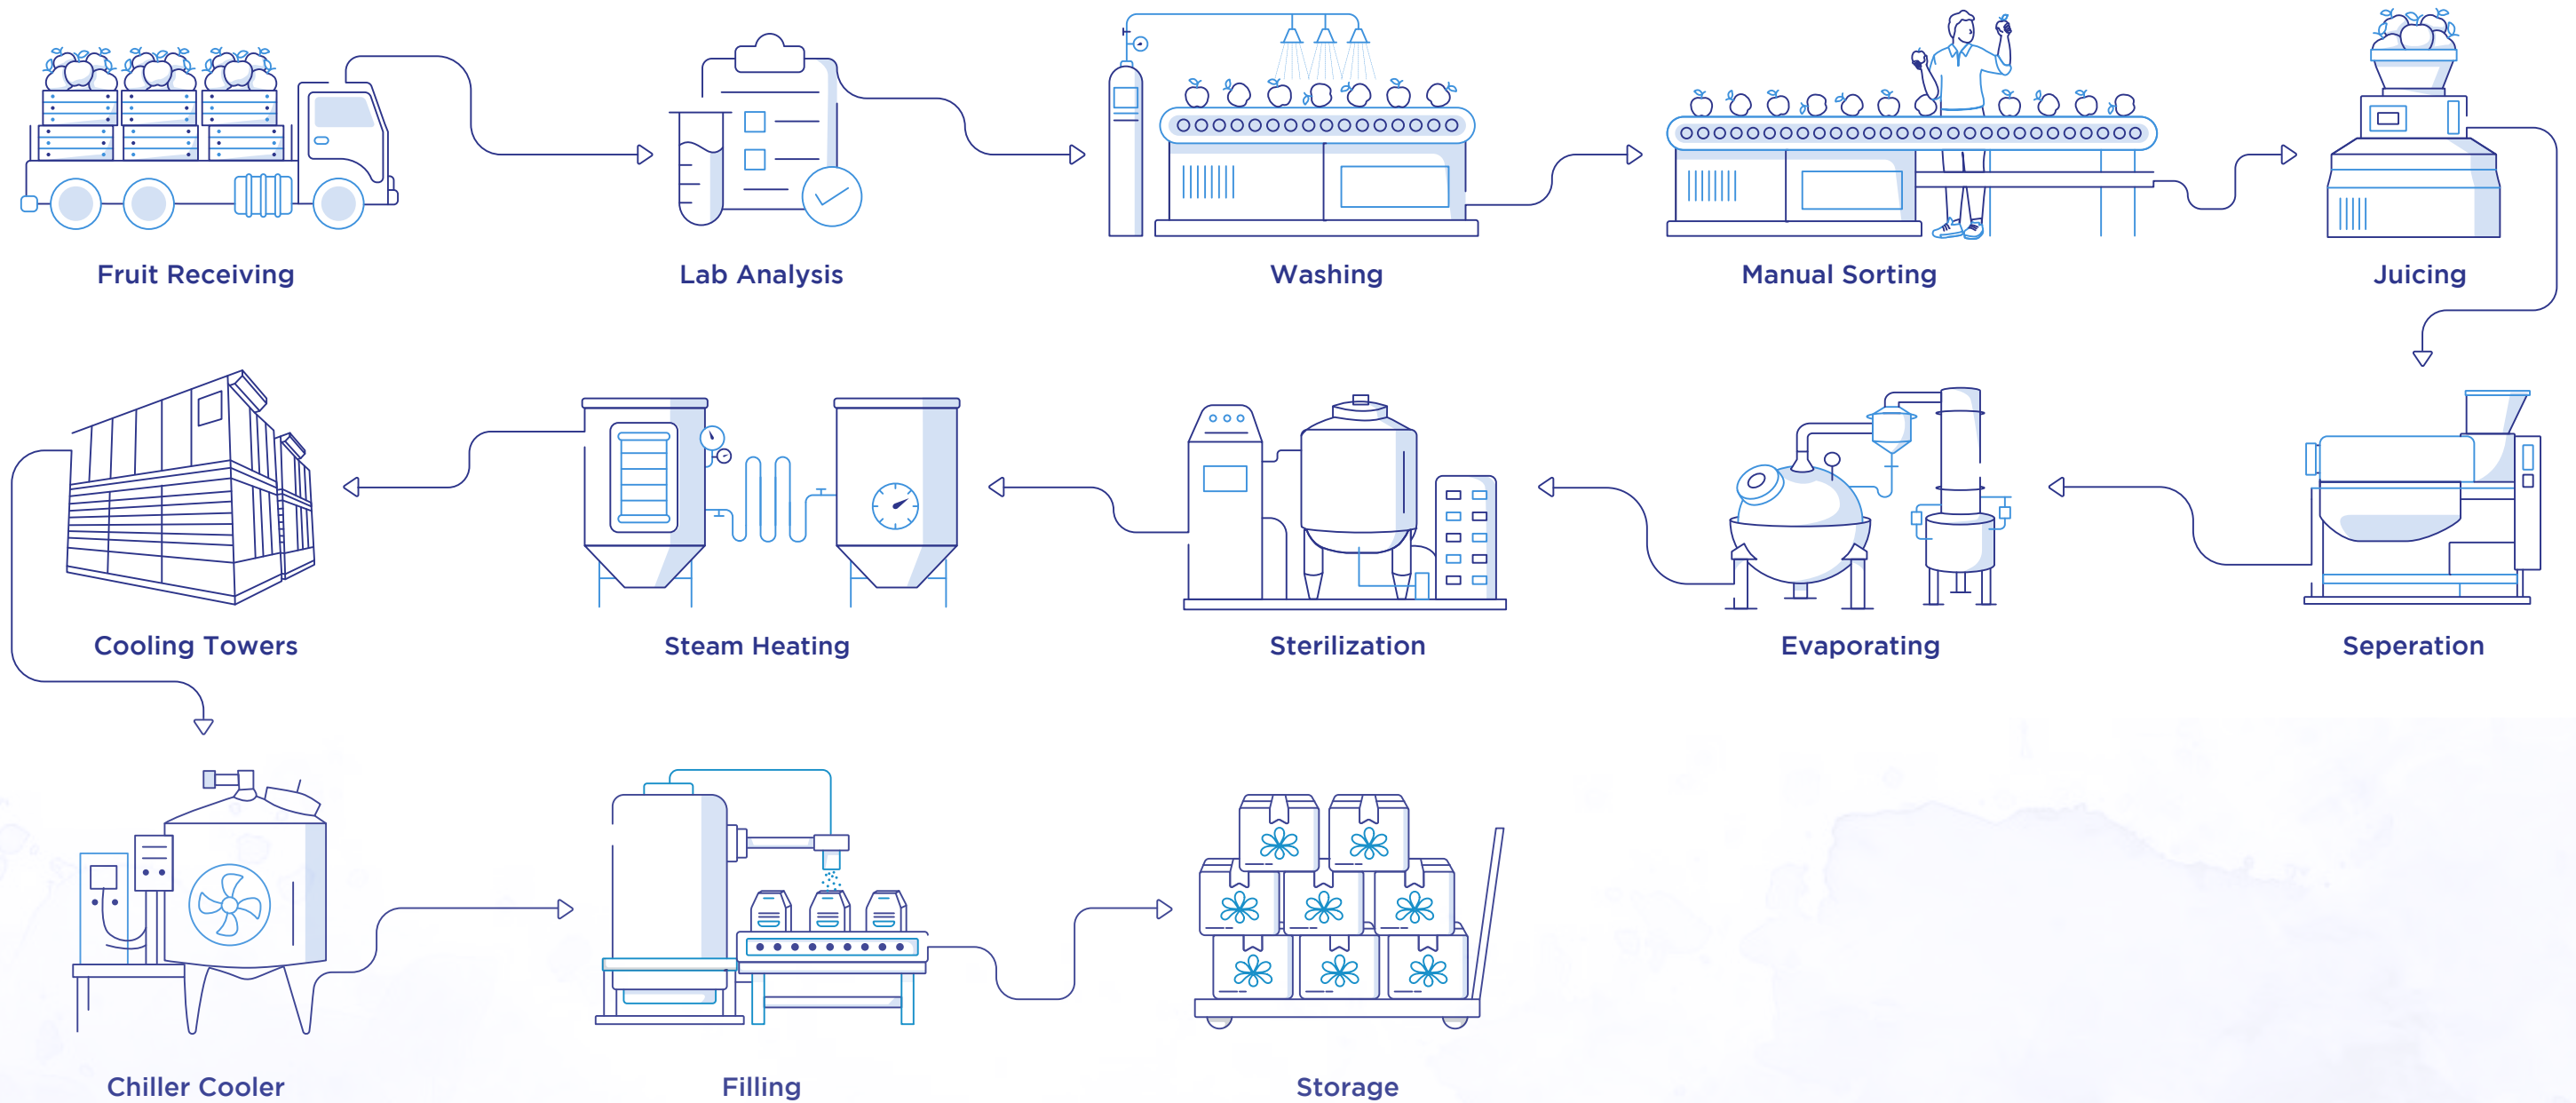 Fruit Receiving
Lab Analysis
Washing
Manual Sorting
Juicing
Cooling Towers
Steam Heating
Sterilization
Evaporating
Seperation
Chiller Cooler
Filling
Storage